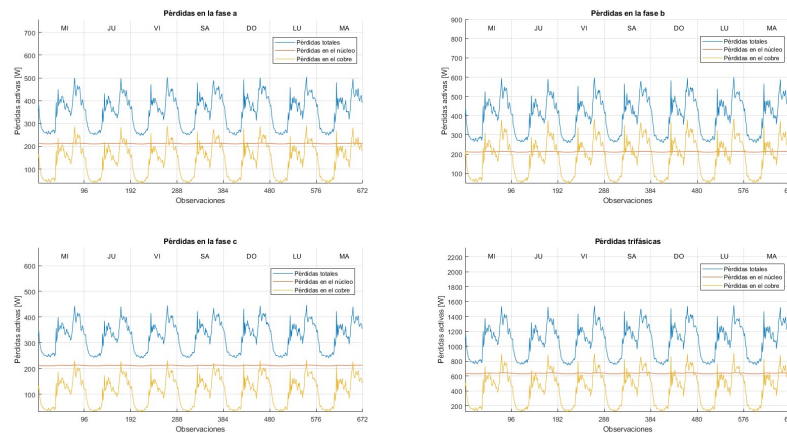 Pérdidas en la fase a
MI JU VI SA DO LU MA
Pérdidas totales
Pérdidas en el núcleo
Pérdidas en el cobre
Pérdidas activas [W]
700
600
500
400
300
200
100
96 192 288 384 480 576 672
Observaciones
Pérdidas en la fase b
MI JU VI SA DO LU MA
Pérdidas totales
Pérdidas en el núcleo
Pérdidas en el cobre
Pérdidas activas [W]
900
800
700
600
500
400
300
200
100
96 192 288 384 480 576
Observaciones
Pérdidas en la fase c
MI JU VI SA DO LU MA
Pérdidas totales
Pérdidas en el núcleo
Pérdidas en el cobre
Pérdidas activas [W]
600
500
400
300
200
100
96 192 288 384 480 576 672
Observaciones
Pérdidas trifásicas
MI JU VI SA DO LU MA
Pérdidas totales
Pérdidas en el núcleo
Pérdidas en el cobre
Pérdidas activas [W]
2200
2000
1800
1600
1400
1200
1000
800
600
400
200
96 192 288 384 480 576
Observaciones